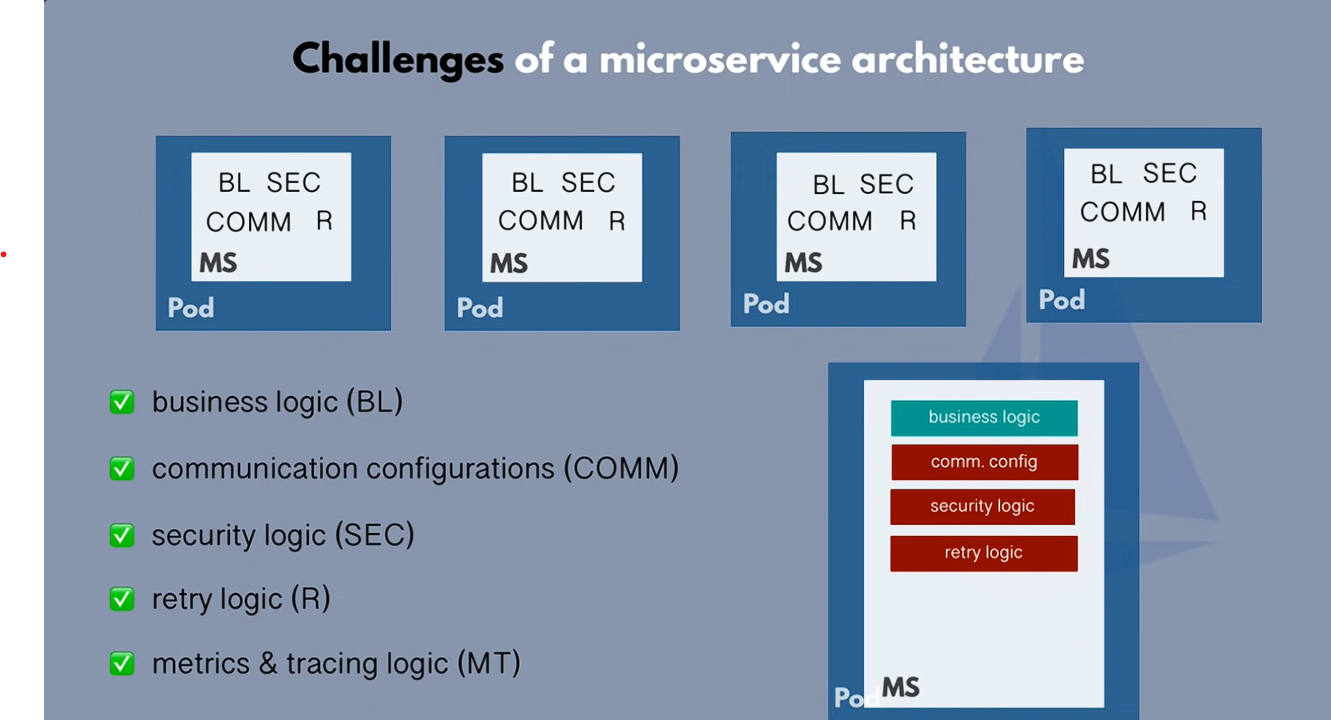 Challenges of a microservice architecture
BL SEC
COMM R
MS
Pod
BL SEC
COMM R
MS
Pod
BL SEC
COMM R
MS
Pod
BL SEC
COMM R
MS
Pod
business logic (BL)
communication configurations (COMM)
security logic (SEC)
retry logic (R)
metrics & tracing logic (MT)
business logic
comm. config
security logic
retry logic
MS
Pod